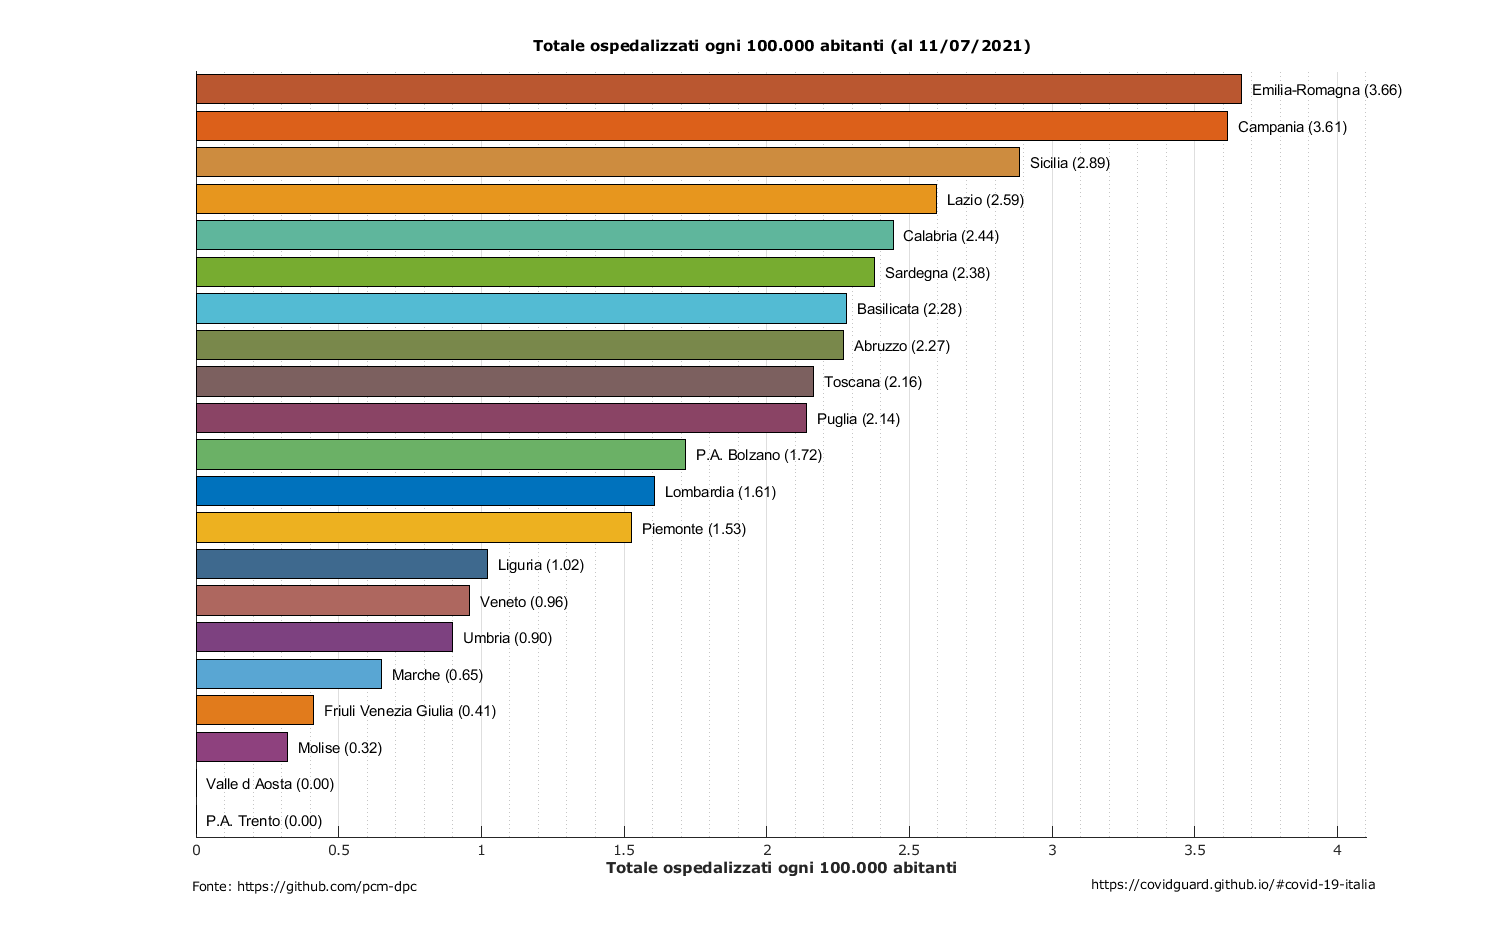 Totale ospedalizzati ogni 100.000 abitanti (al 11/07/2021)
Emilia-Romagna (3.66)
Campania (3.61)
Sicilia (2.89)
Lazio (2.59)
Calabria (2.44)
Sardegna (2.38)
Basilicata (2.28)
Abruzzo (2.27)
Toscana (2.16)
Puglia (2.14)
P.A. Bolzano (1.72)
Lombardia (1.61)
Piemonte (1.53)
Liguria (1.02)
Veneto (0.96)
Umbria (0.90)
Marche (0.65)
Friuli Venezia Giulia (0.41)
Molise (0.32)
Valle d Aosta (0.00)
P.A. Trento (0.00)
0 0.5 1 1.5 2 2.5 3 3.5 4
Totale ospedalizzati ogni 100.000 abitanti
Fonte: https://github.com/pcm-dpc
https://covidguard.github.io/#covid-19-italia